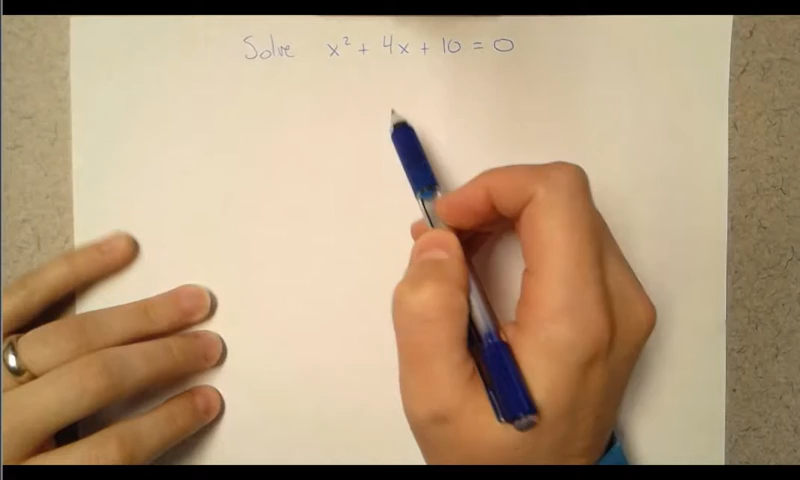 Solve x² + 4x + 10 = 0